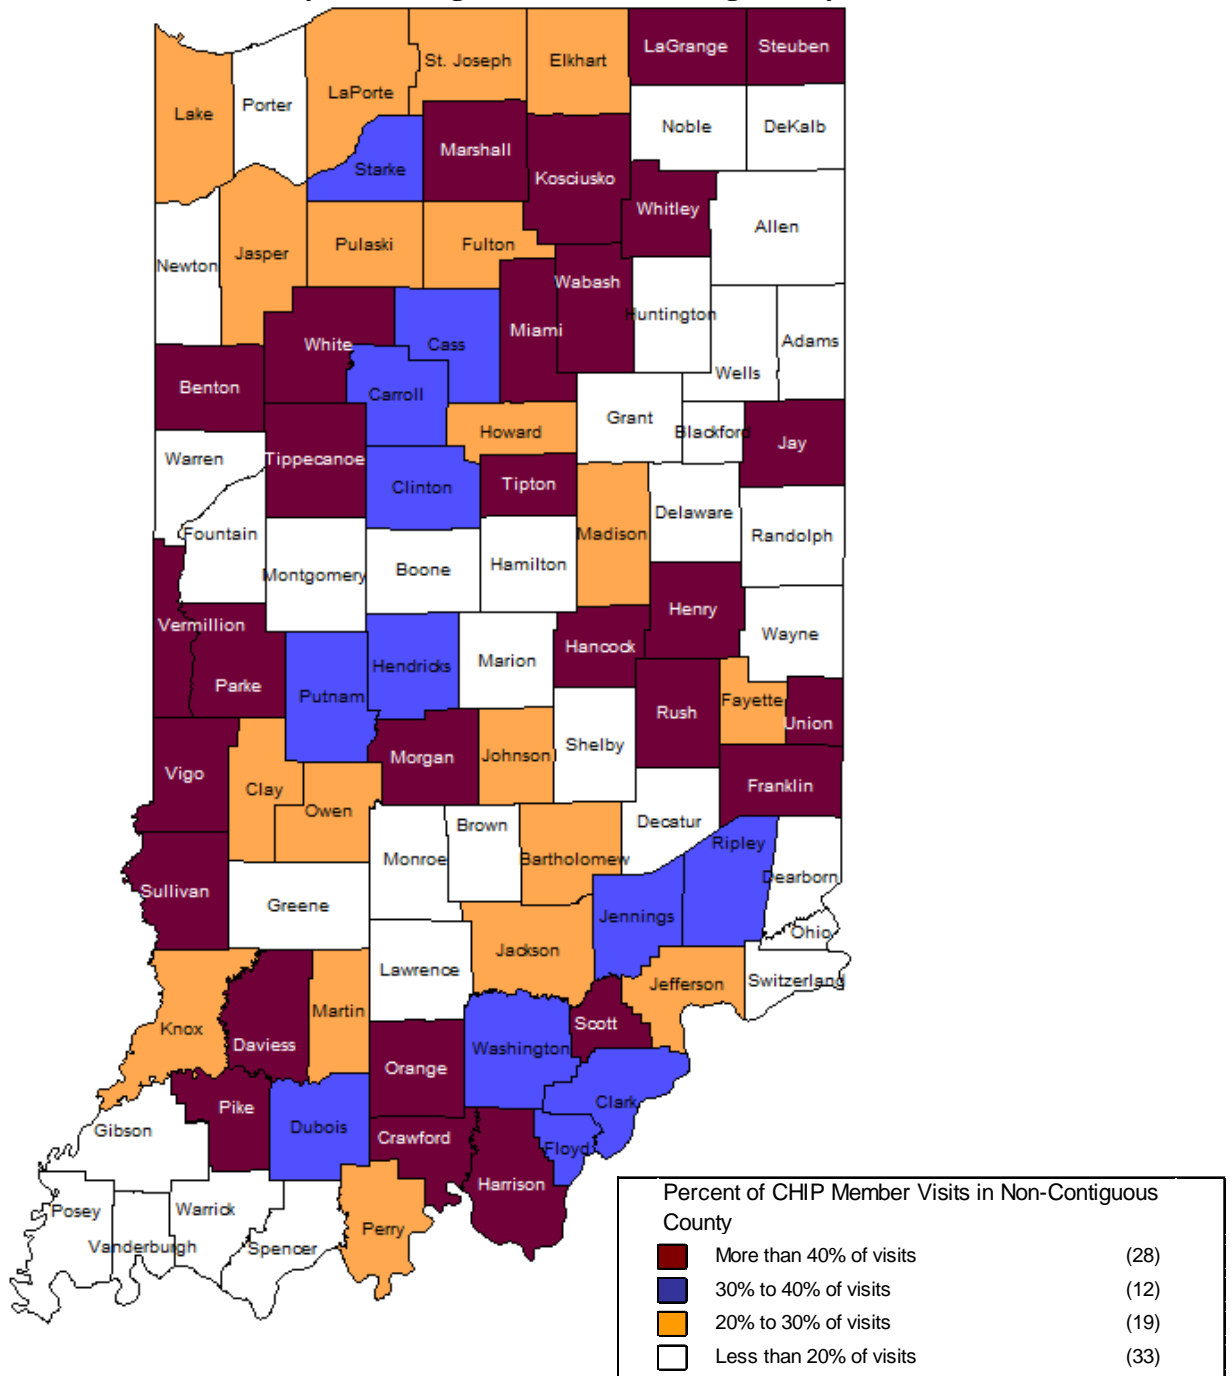 LaGrange
Steuben
St. Joseph
Elkhart
LaPorte
Lake
Porter
Noble
DeKalb
Marshall
Starke
Kosciusko
Whitley
Allen
Pulaski
Fulton
Jasper
Newton
Wabash
Huntington
Miami
White
Cass
Adams
Wells
Benton
Carroll
Grant
Blackford
Howard
Jay
Warren
Tippecanoe
Clinton
Tipton
Delaware
Fountain
Madison
Randolph
Hamilton
Boone
Montgomery
Henry
Vermillion
Wayne
Hancock
Marion
Hendricks
Parke
Putnam
Fayette
Rush
Union
Shelby
Johnson
Morgan
Vigo
Franklin
Clay
Owen
Decatur
Brown
Ripley
Monroe
Bartholomew
Dearborn
Sullivan
Greene
Jennings
Ohio
Jackson
Lawrence
Switzerland
Jefferson
Martin
Scott
Knox
Daviess
Washington
Orange
Clark
Pike
Dubois
Gibson
Crawford
Floyd
Harrison
Posey
Warrick
Perry
Vanderburgh
Spencer
Percent of CHIP Member Visits in Non-Contiguous
County
More than 40% of visits (28)
30% to 40% of visits (12)
20% to 30% of visits (19)
Less than 20% of visits (33)